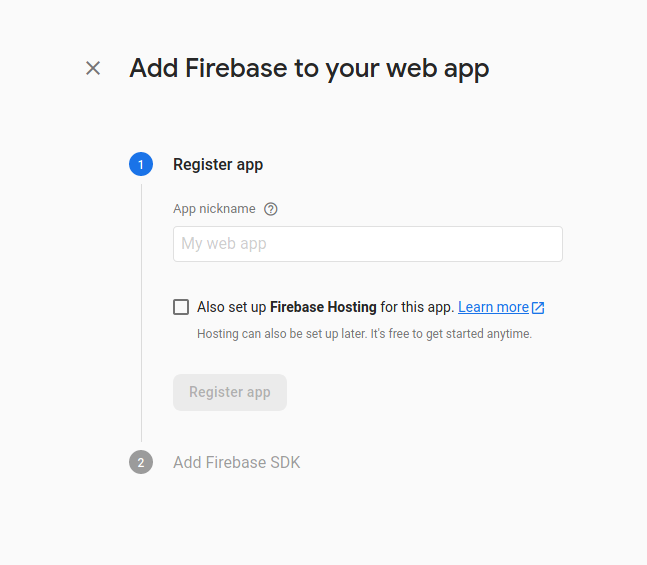 Add Firebase to your web app
1 Register app
App nickname
My web app
Also set up Firebase Hosting for this app. Learn more
Hosting can also be set up later. It's free to get started anytime.
Register app
2 Add Firebase SDK